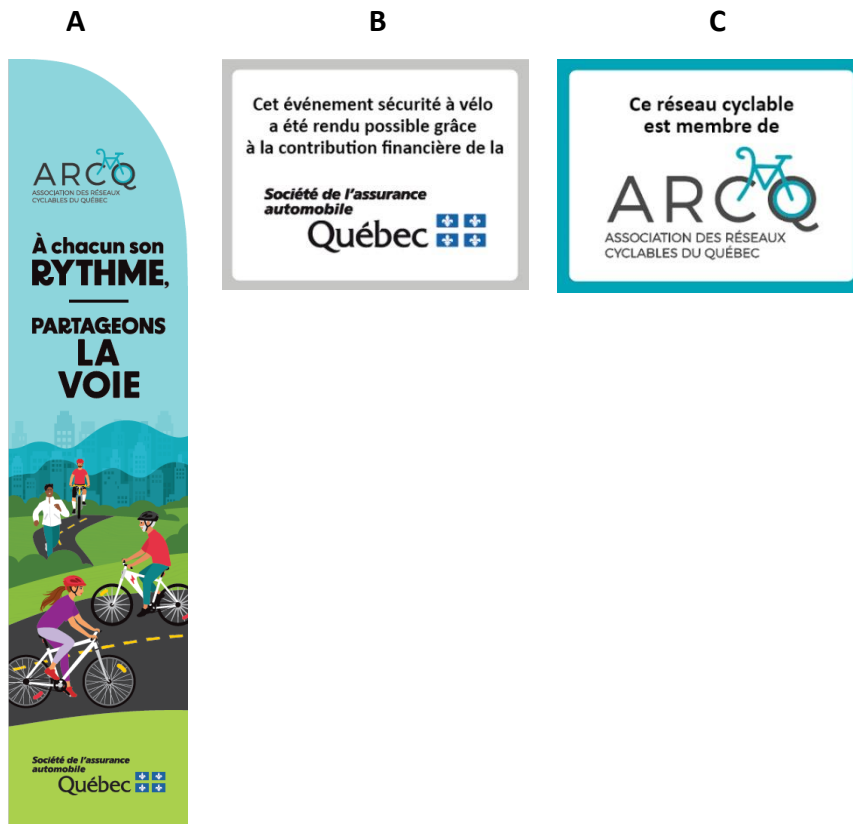 A
B
C
ARCQ
ASSOCIATION DES RÉSEAUX
CYCLABLES DU QUÉBEC
À chacun son
RYTHME,
PARTAGEONS
LA
VOIE
Société de l'assurance
automobile
Québec
Cet événement sécurité à vélo
a été rendu possible grâce
à la contribution financière de la
Société de l'assurance
automobile
Québec
Ce réseau cyclable
est membre de
ARCQ
ASSOCIATION DES RÉSEAUX
CYCLABLES DU QUÉBEC